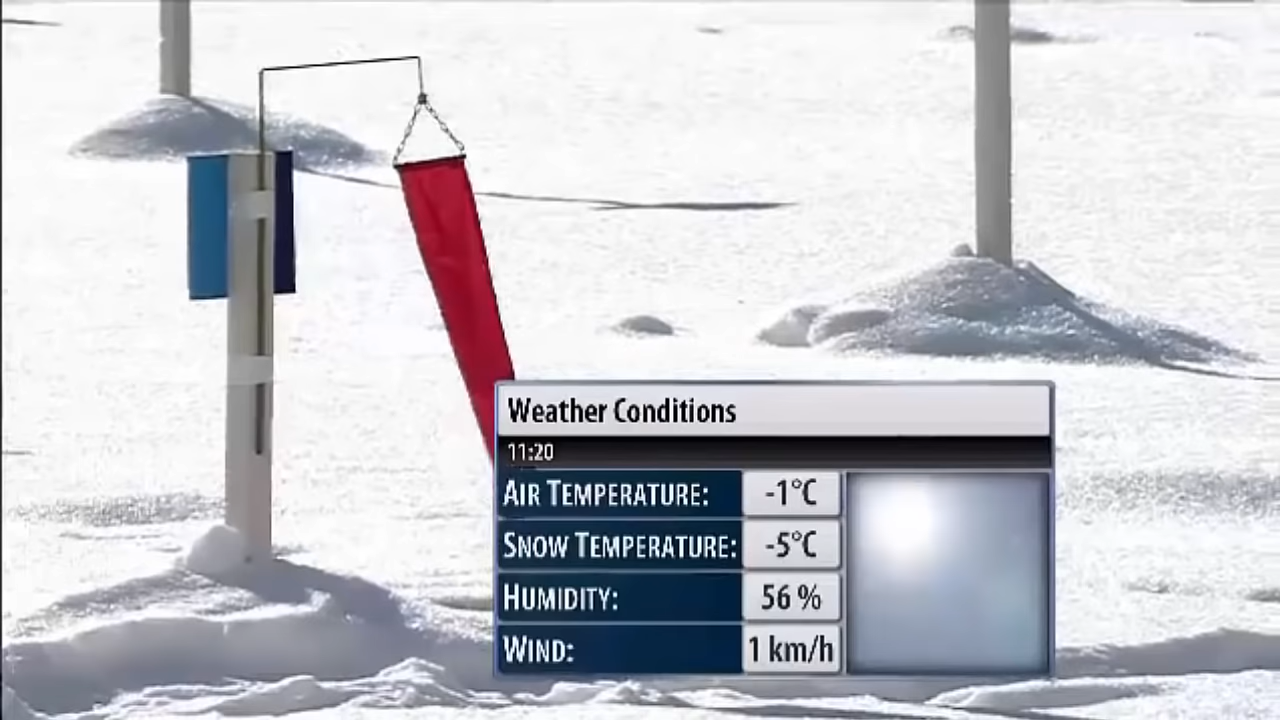 Weather Conditions
11:20
AIR TEMPERATURE: -1°C
SNOW TEMPERATURE: -5°C
HUMIDITY: 56 %
WIND: 1 km/h